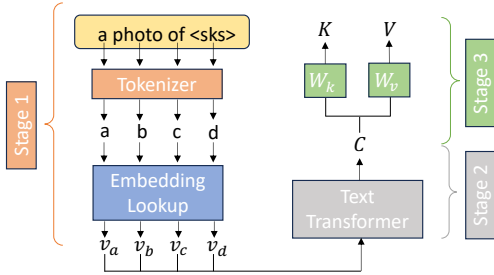 Stage 1
a photo of <sks>
Tokenizer
a b c d
Embedding
Lookup
v_a v_b v_c v_d
K V
W_k W_v
C
Text
Transformer
Stage 3
Stage 2